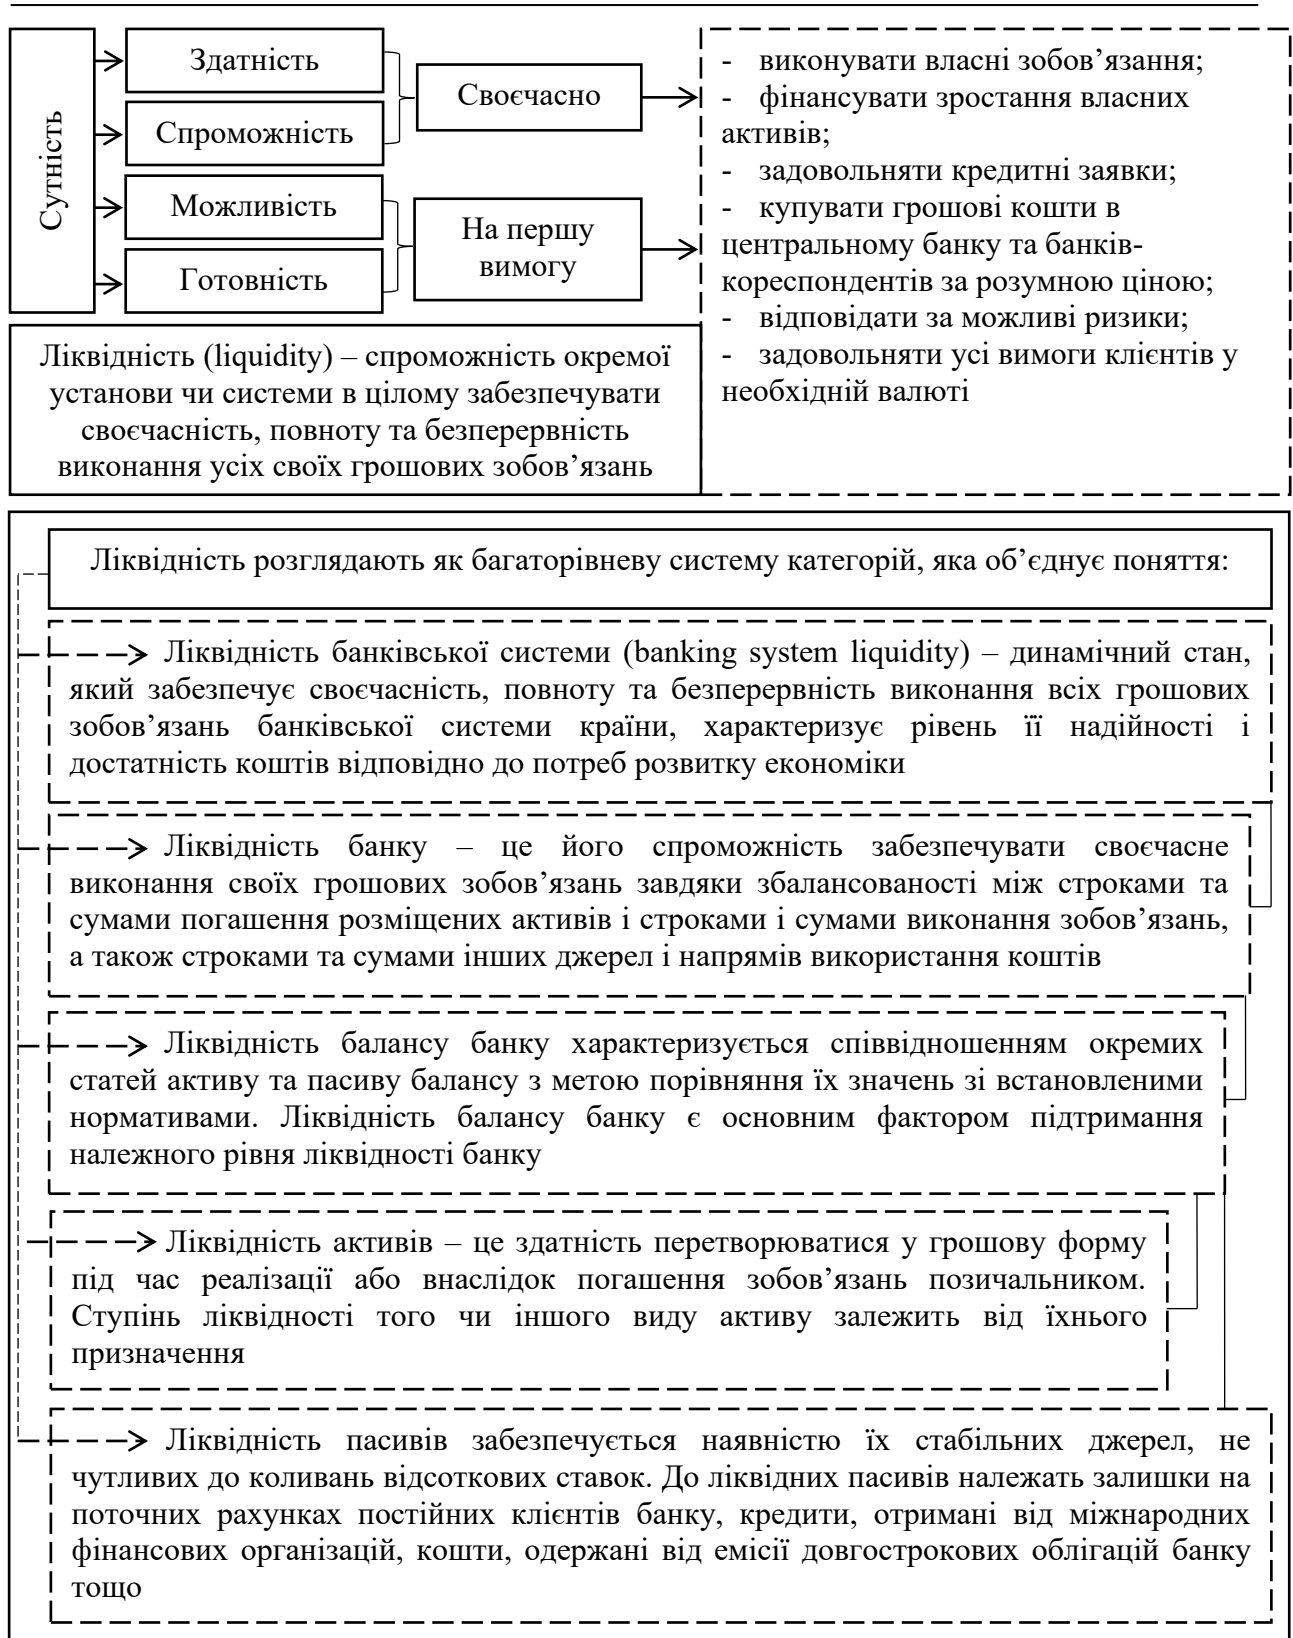 Сутність
Здатність
Спроможність
Можливість
Готовність
Своєчасно
На першу
вимогу
- виконувати власні зобов’язання;
- фінансувати зростання власних
активів;
- задовольняти кредитні заявки;
- купувати грошові кошти в
центральному банку та банків-
кореспондентів за розумною ціною;
- відповідати за можливі ризики;
- задовольняти усі вимоги клієнтів у
необхідній валюті
Ліквідність (liquidity) – спроможність окремої
установи чи системи в цілому забезпечувати
своєчасність, повноту та безперервність
виконання усіх своїх грошових зобов’язань
Ліквідність розглядають як багаторівневу систему категорій, яка об’єднує поняття:
Ліквідність банківської системи (banking system liquidity) – динамічний стан,
який забезпечує своєчасність, повноту та безперервність виконання всіх грошових
зобов’язань банківської системи країни, характеризує рівень її надійності і
достатність коштів відповідно до потреб розвитку економіки
Ліквідність банку – це його спроможність забезпечувати своєчасне
виконання своїх грошових зобов’язань завдяки збалансованості між строками та
сумами погашення розміщених активів і строками і сумами виконання зобов’язань,
а також строками та сумами інших джерел і напрямів використання коштів
Ліквідність балансу банку характеризується співвідношенням окремих
статей активу та пасиву балансу з метою порівняння їх значень зі встановленими
нормативами. Ліквідність балансу банку є основним фактором підтримання
належного рівня ліквідності банку
Ліквідність активів – це здатність перетворюватися у грошову форму
під час реалізації або внаслідок погашення зобов’язань позичальником.
Ступінь ліквідності того чи іншого виду активу залежить від їхнього
призначення
Ліквідність пасивів забезпечується наявністю їх стабільних джерел, не
чутливих до коливань відсоткових ставок. До ліквідних пасивів належать залишки на
поточних рахунках постійних клієнтів банку, кредити, отримані від міжнародних
фінансових організацій, кошти, одержані від емісії довгострокових облігацій банку
тощо